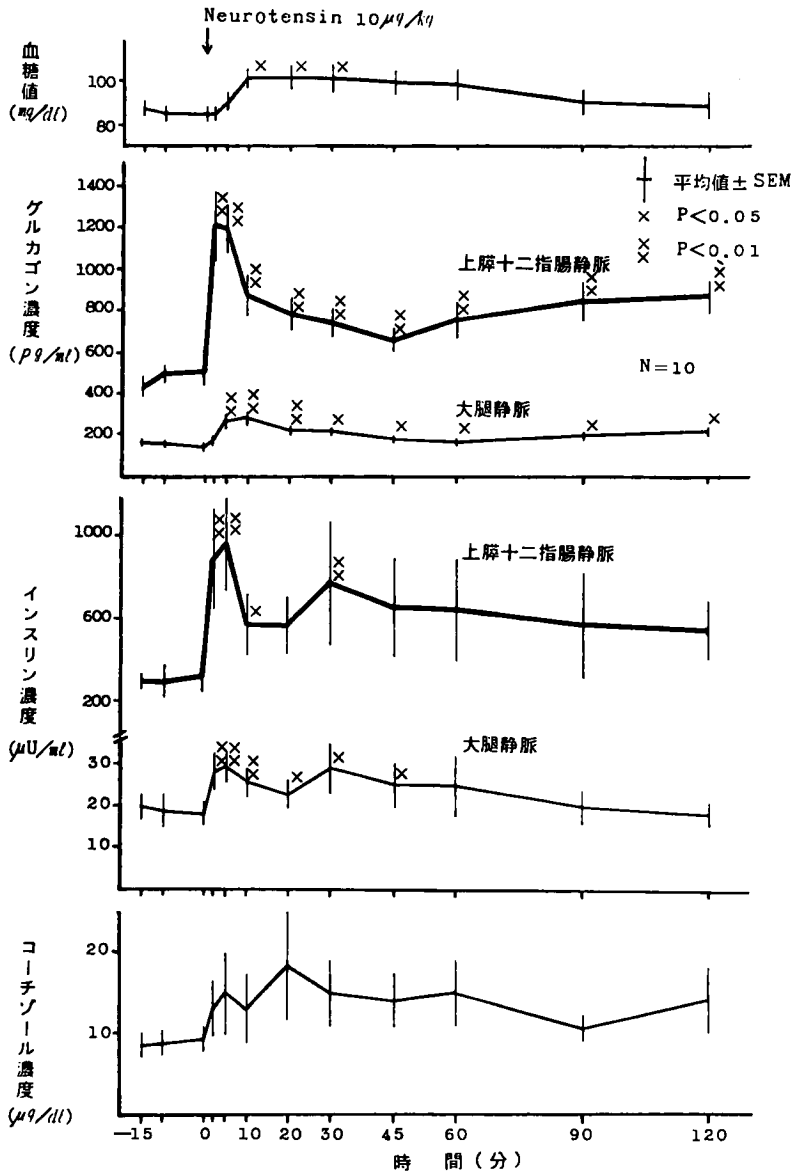 Neurotensin 10μg/kg
↓
血糖値
(mg/dl)
100
80
グルカゴン濃度
(pg/ml)
1400
1200
1000
800
600
400
200
平均値±SEM
× P<0.05
×× P<0.01
上膵十二指腸静脈
N=10
大腿静脈
インスリン濃度
(μU/ml)
1000
600
200
30
20
10
上膵十二指腸静脈
大腿静脈
コーチゾール濃度
(μg/dl)
20
10
−15 0 10 20 30 45 60 90 120
時 間(分)